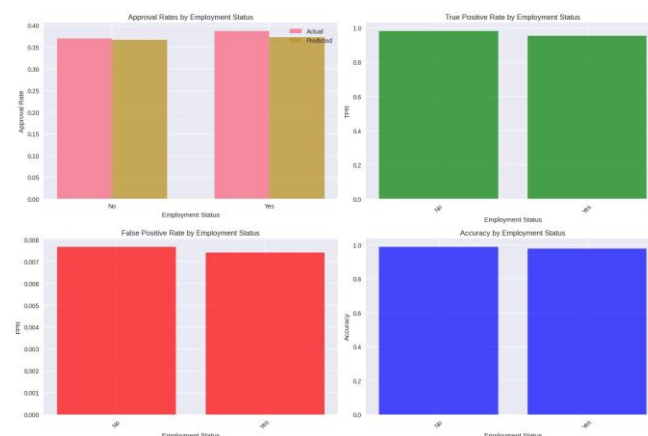 Approval Rates by Employment Status
Actual
Predicted
0.40
0.35
0.30
0.25
0.20
0.15
0.10
0.05
0.00
Approval Rate
No
Yes
Employment Status
True Positive Rate by Employment Status
1.0
0.8
0.6
0.4
0.2
0.0
TPR
No
Yes
Employment Status
False Positive Rate by Employment Status
0.008
0.007
0.006
0.005
0.004
0.003
0.002
0.001
0.000
FPR
No
Yes
Employment Status
Accuracy by Employment Status
1.0
0.8
0.6
0.4
0.2
0.0
Accuracy
No
Yes
Employment Status